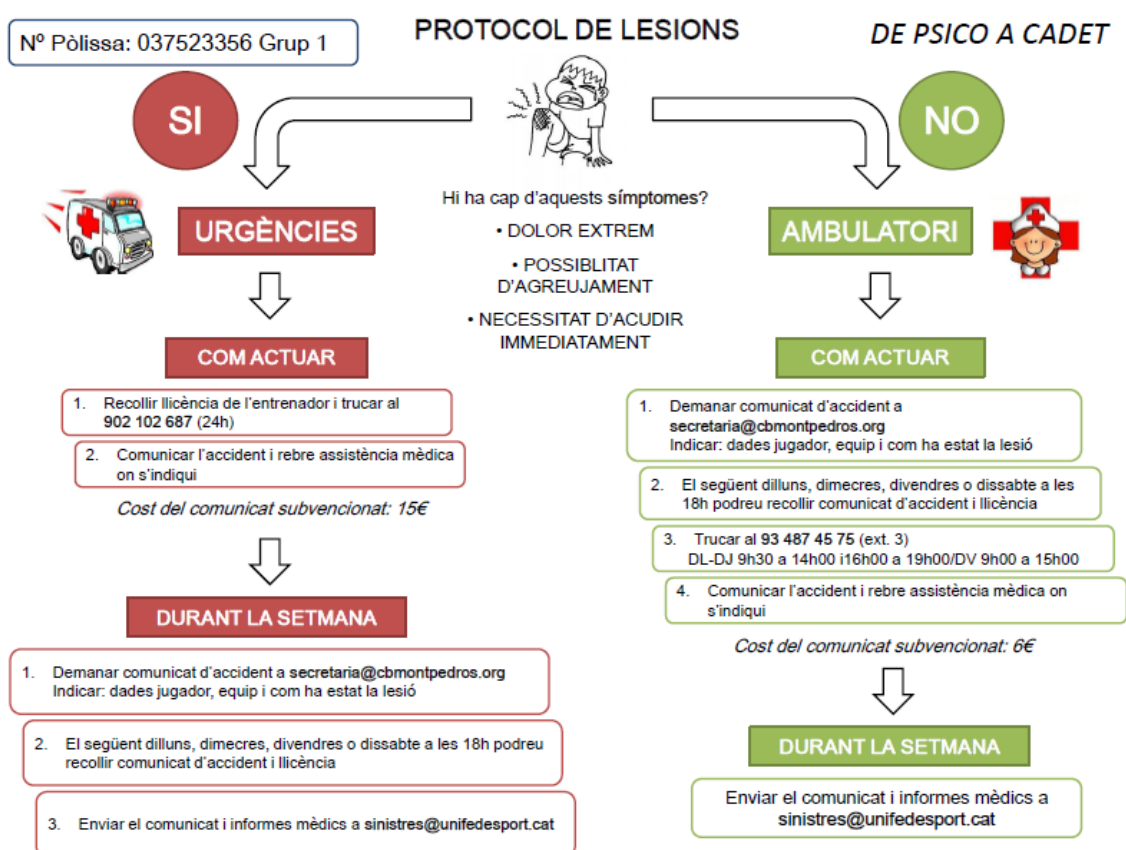 Nº Pòlissa: 037523356 Grup 1
PROTOCOL DE LESIONS
DE PSICO A CADET
SI
NO
Hi ha cap d'aquests símptomes?
• DOLOR EXTREM
• POSSIBLITAT
D'AGREUJAMENT
• NECESSITAT D'ACUDIR
IMMEDIATAMENT
URGÈNCIES
COM ACTUAR
1. Recollir llicència de l'entrenador i trucar al
902 102 687 (24h)
2. Comunicar l'accident i rebre assistència mèdica
on s'indiqui
Cost del comunicat subvencionat: 15€
DURANT LA SETMANA
1. Demanar comunicat d'accident a secretaria@cbmontpedros.org
Indicar: dades jugador, equip i com ha estat la lesió
2. El següent dilluns, dimecres, divendres o dissabte a les 18h podreu
recollir comunicat d'accident i llicència
3. Enviar el comunicat i informes mèdics a sinistres@unifedesport.cat
AMBULATORI
COM ACTUAR
1. Demanar comunicat d'accident a
secretaria@cbmontpedros.org
Indicar: dades jugador, equip i com ha estat la lesió
2. El següent dilluns, dimecres, divendres o dissabte a les
18h podreu recollir comunicat d'accident i llicència
3. Trucar al 93 487 45 75 (ext. 3)
DL-DJ 9h30 a 14h00 i16h00 a 19h00/DV 9h00 a 15h00
4. Comunicar l'accident i rebre assistència mèdica on
s'indiqui
Cost del comunicat subvencionat: 6€
DURANT LA SETMANA
Enviar el comunicat i informes mèdics a
sinistres@unifedesport.cat